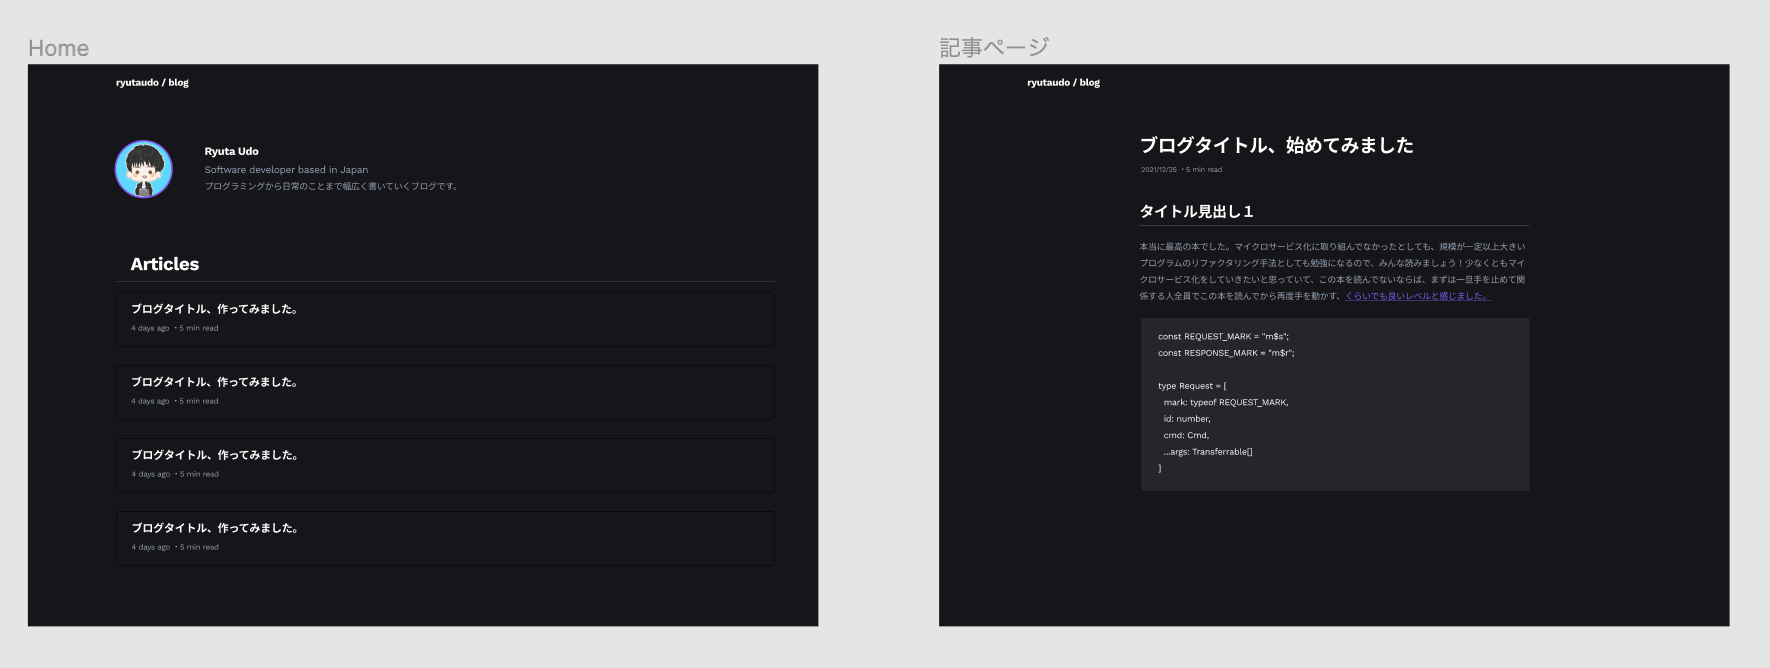 Home
ryutaudo / blog
Ryuta Udo
Software developer based in Japan
プログラミングから日常のことまで幅広く書いていくブログです。
Articles
ブログタイトル、作ってみました。
4 days ago ・5 min read
ブログタイトル、作ってみました。
4 days ago ・5 min read
ブログタイトル、作ってみました。
4 days ago ・5 min read
ブログタイトル、作ってみました。
4 days ago ・5 min read
記事ページ
ryutaudo / blog
ブログタイトル、始めてみました
2021/12/25 ・5 min read
タイトル見出し１
本当に最高の本でした。マイクロサービス化に取り組んでなかったとしても、規模が一定以上大きい
プログラムのリファクタリング手法としても勉強になるので、みんな読みましょう！少なくともマイ
クロサービス化をしていきたいと思っていて、この本を読んでないならば、まずは一旦手を止めて関
係する人全員でこの本を読んでから再度手を動かす、くらいでも良いレベルと感じました。
const REQUEST_MARK = "m$s";
const RESPONSE_MARK = "m$r";
type Request = [
mark: typeof REQUEST_MARK,
id: number,
cmd: Cmd,
...args: Transferrable[]
]